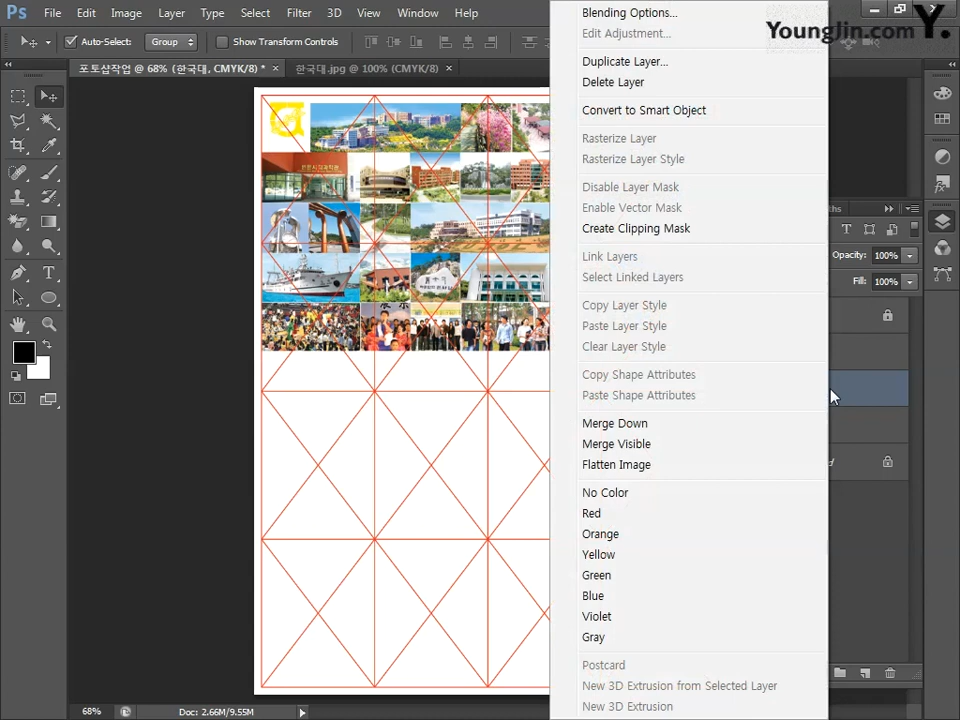 Ps File Edit Image Layer Type Select Filter 3D View Window Help
Auto-Select: Group Show Transform Controls
YoungJin.com Y.
포토샵작업 @ 68% (한국대, CMYK/8) * × 한국대.jpg @ 100% (CMYK/8) ×
Blending Options...
Edit Adjustment...
Duplicate Layer...
Delete Layer
Convert to Smart Object
Rasterize Layer
Rasterize Layer Style
Disable Layer Mask
Enable Vector Mask
Create Clipping Mask
Link Layers
Select Linked Layers
Copy Layer Style
Paste Layer Style
Clear Layer Style
Copy Shape Attributes
Paste Shape Attributes
Merge Down
Merge Visible
Flatten Image
No Color
Red
Orange
Yellow
Green
Blue
Violet
Gray
Postcard
New 3D Extrusion from Selected Layer
New 3D Extrusion
ths
Opacity: 100%
Fill: 100%
68% Doc: 2.66M/9.55M